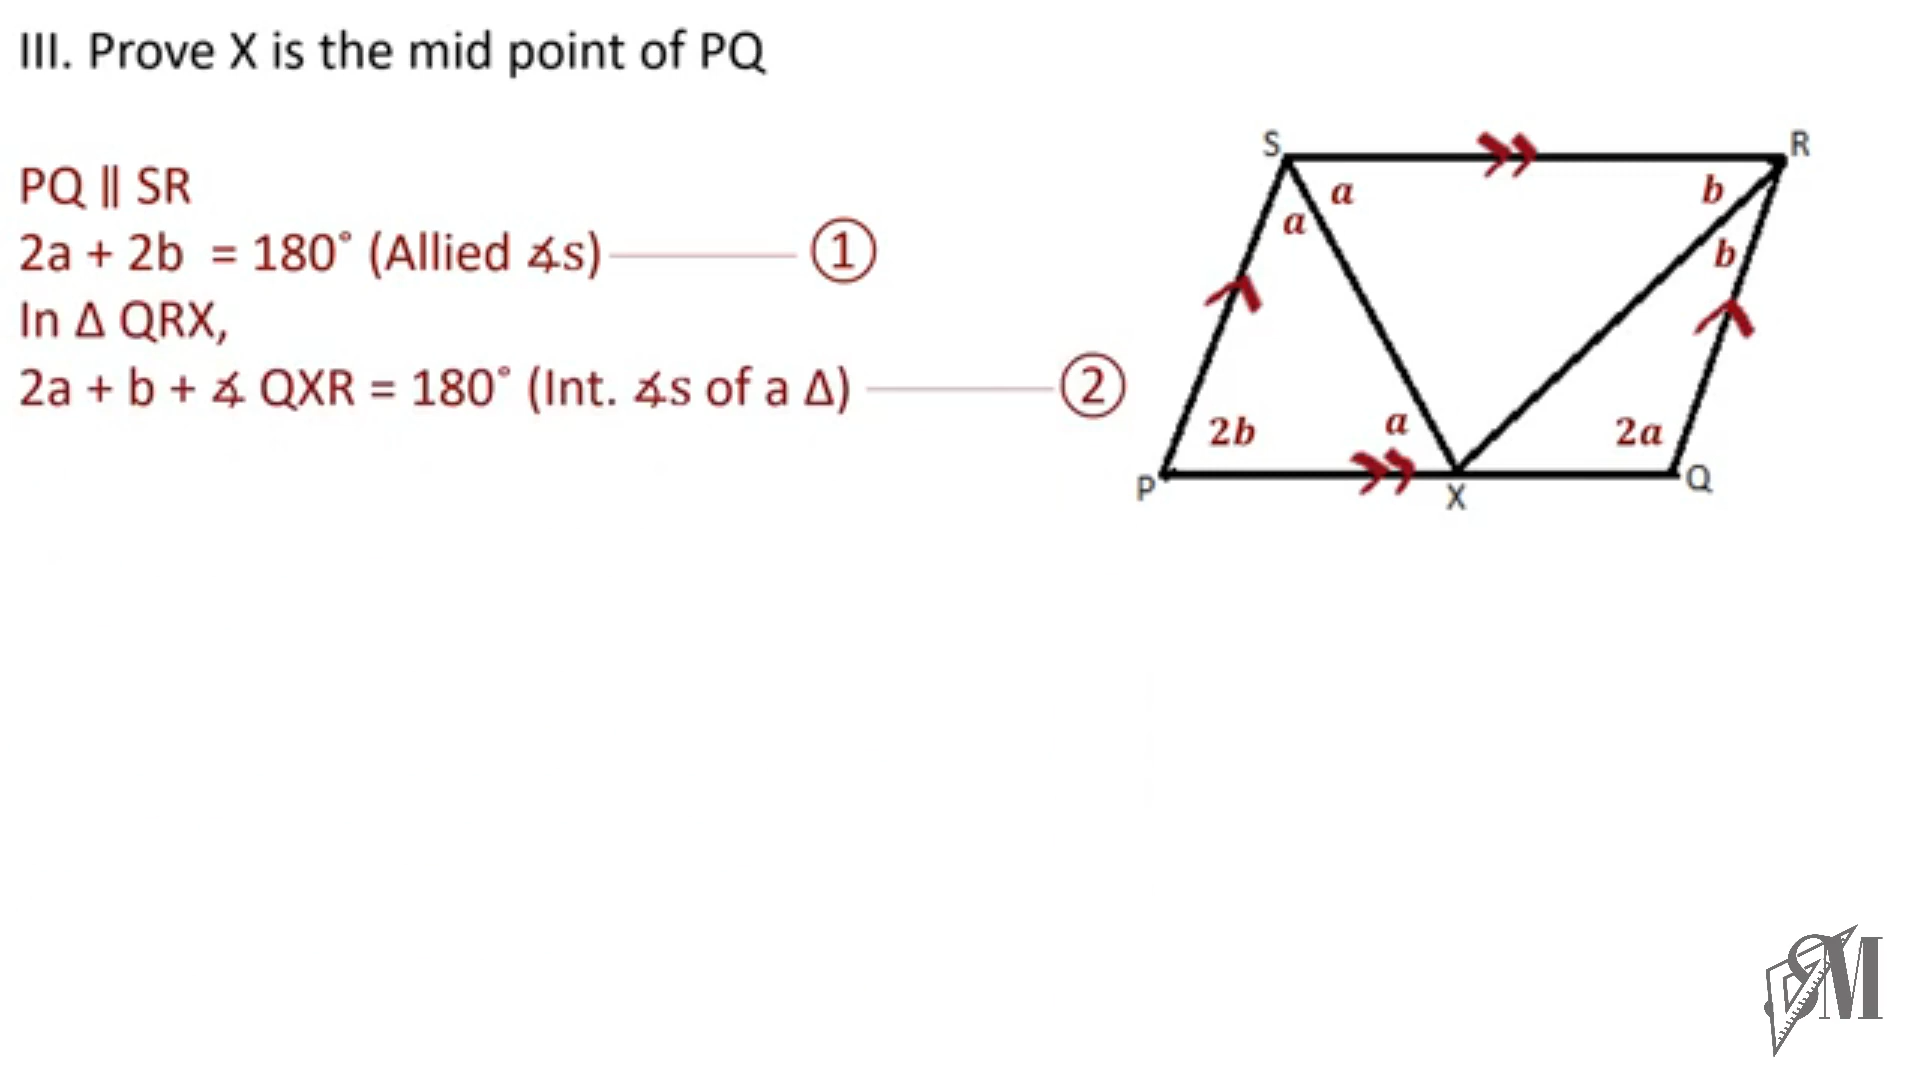 III. Prove X is the mid point of PQ
PQ ∥ SR
2a + 2b = 180° (Allied ∡s) ①
In Δ QRX,
2a + b + ∡ QXR = 180° (Int. ∡s of a Δ) ②
S
R
a
b
a
b
2b
a
2a
P
X
Q
SM